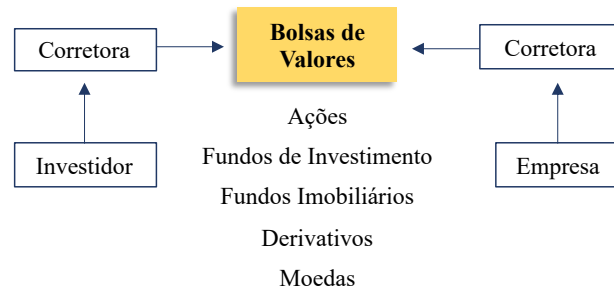 Corretora
Bolsas de
Valores
Corretora
Ações
Investidor
Fundos de Investimento
Empresa
Fundos Imobiliários
Derivativos
Moedas